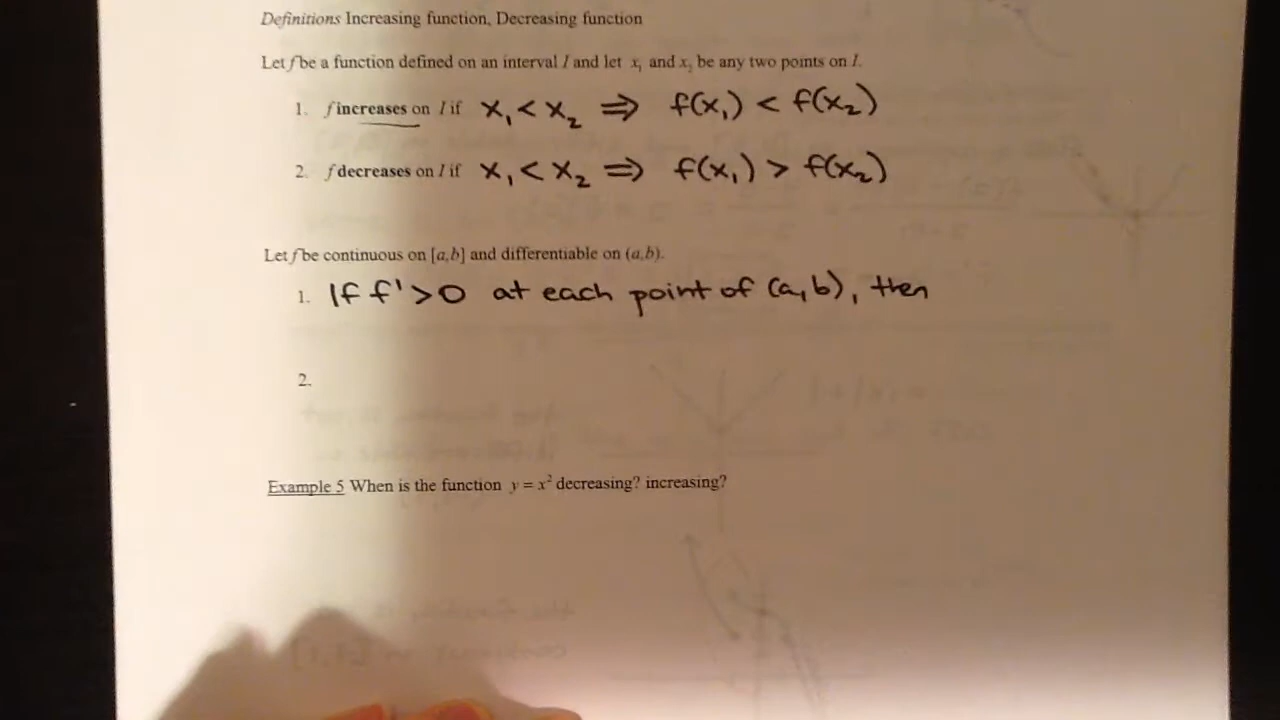 Definitions Increasing function, Decreasing function
Let f be a function defined on an interval I and let x₁ and x₂ be any two points on I.
1. f increases on I if x₁ < x₂ ⇒ f(x₁) < f(x₂)
2. f decreases on I if x₁ < x₂ ⇒ f(x₁) > f(x₂)
Let f be continuous on [a,b] and differentiable on (a,b).
1. If f' > 0 at each point of (a,b), then
2.
Example 5 When is the function y = x² decreasing? increasing?